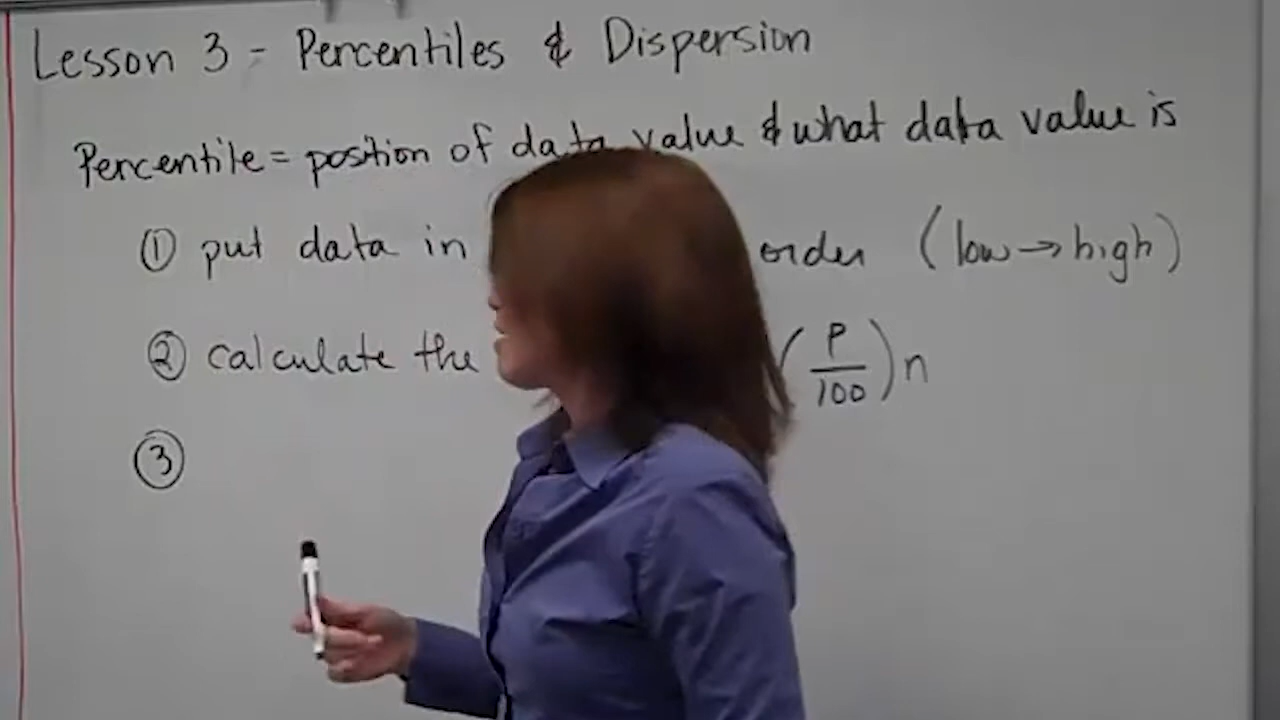 Lesson 3 - Percentiles & Dispersion
Percentile = position of data value & what data value is
① put data in order (low → high)
② calculate the (P/100)n
③